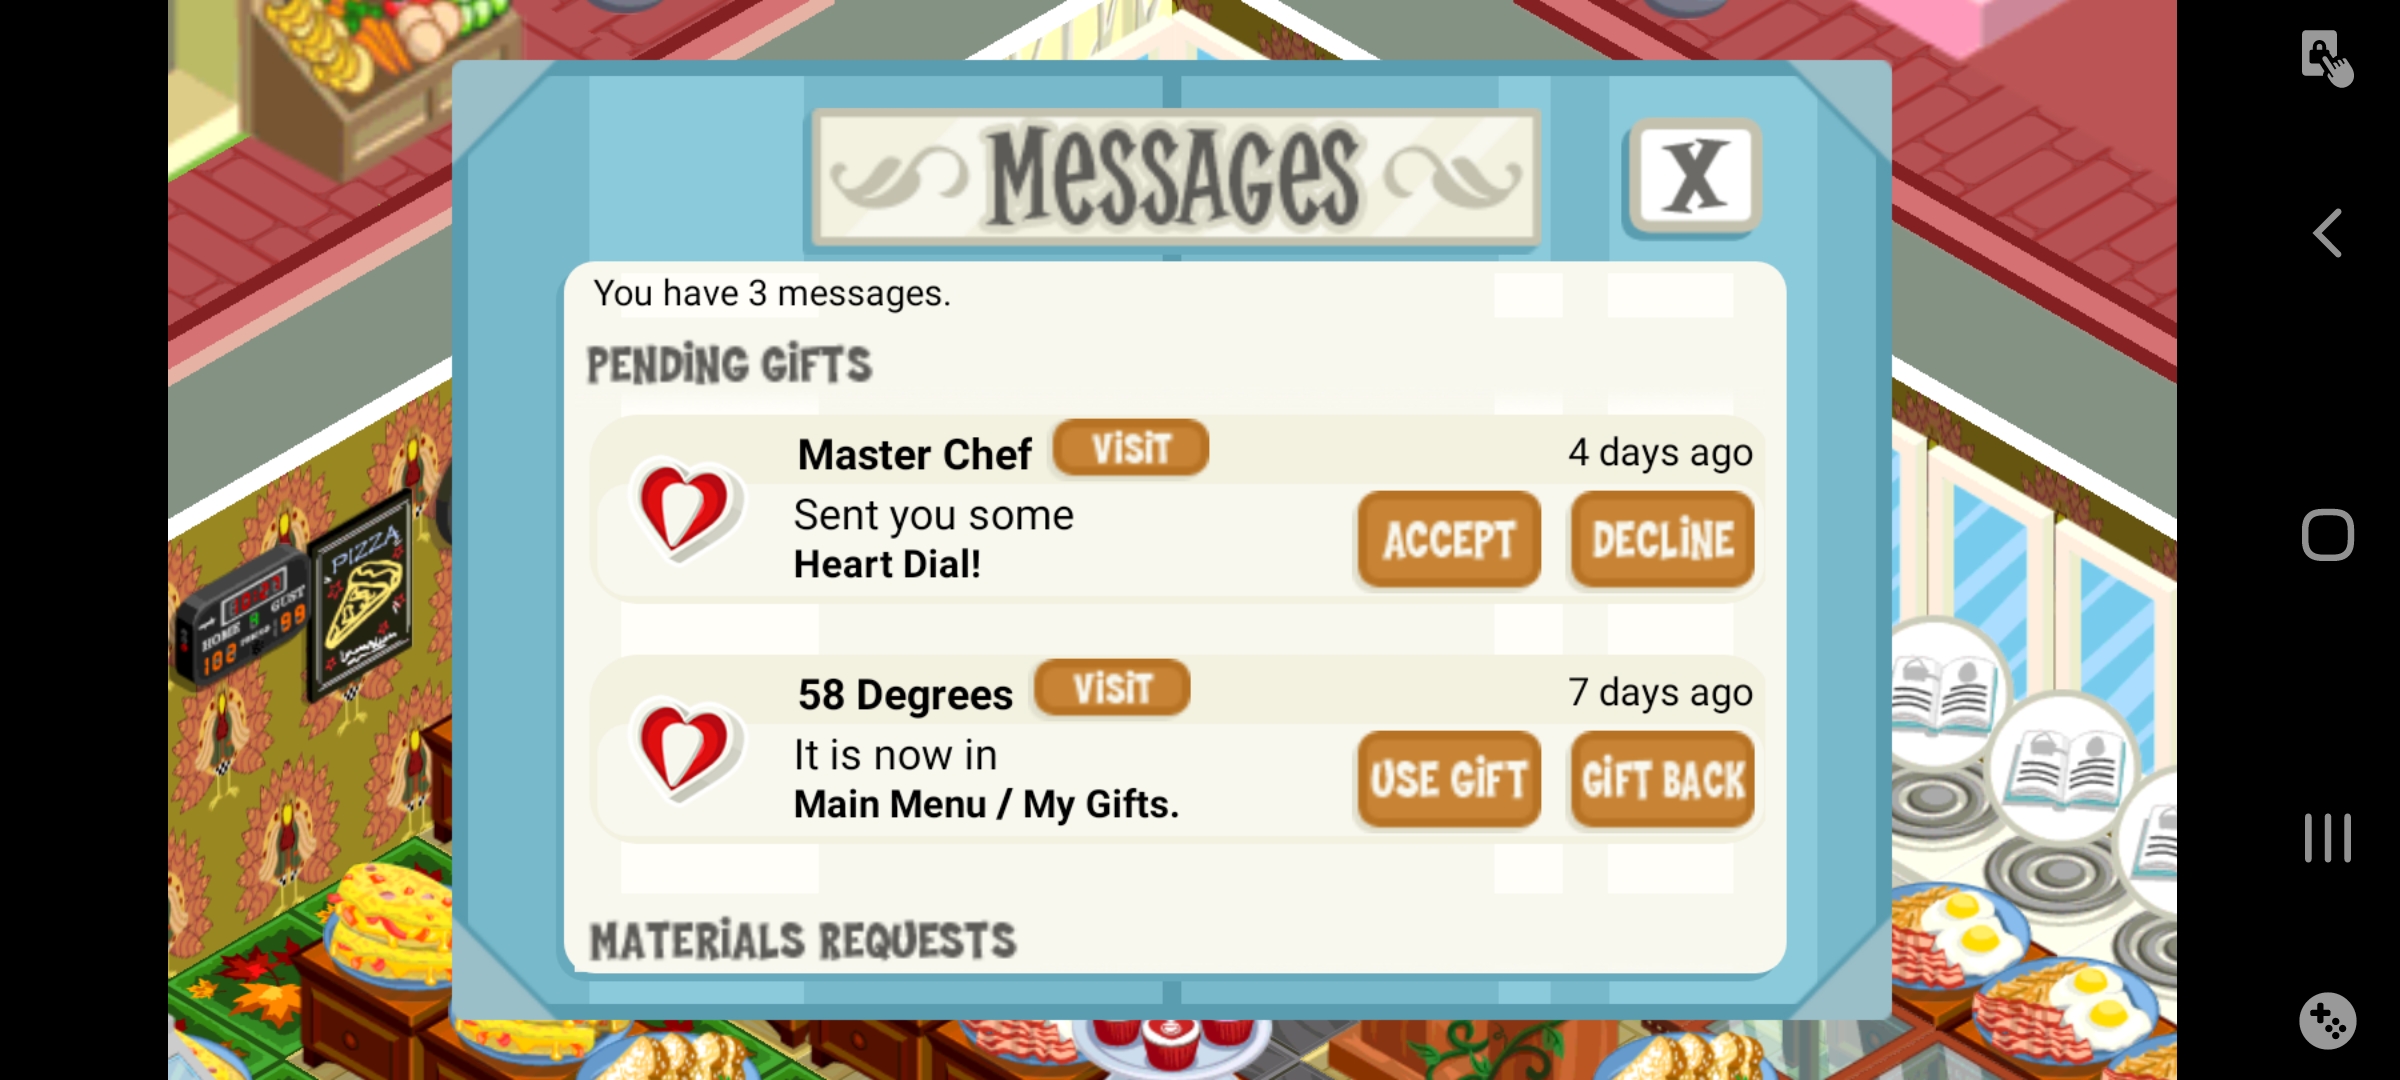 MESSAGES
X
You have 3 messages.
PENDING GIFTS
Master Chef
VISIT
4 days ago
Sent you some
Heart Dial!
ACCEPT
DECLINE
58 Degrees
VISIT
7 days ago
It is now in
Main Menu / My Gifts.
USE GIFT
GIFT BACK
MATERIALS REQUESTS
PIZZA
HOME
GUST
102
99